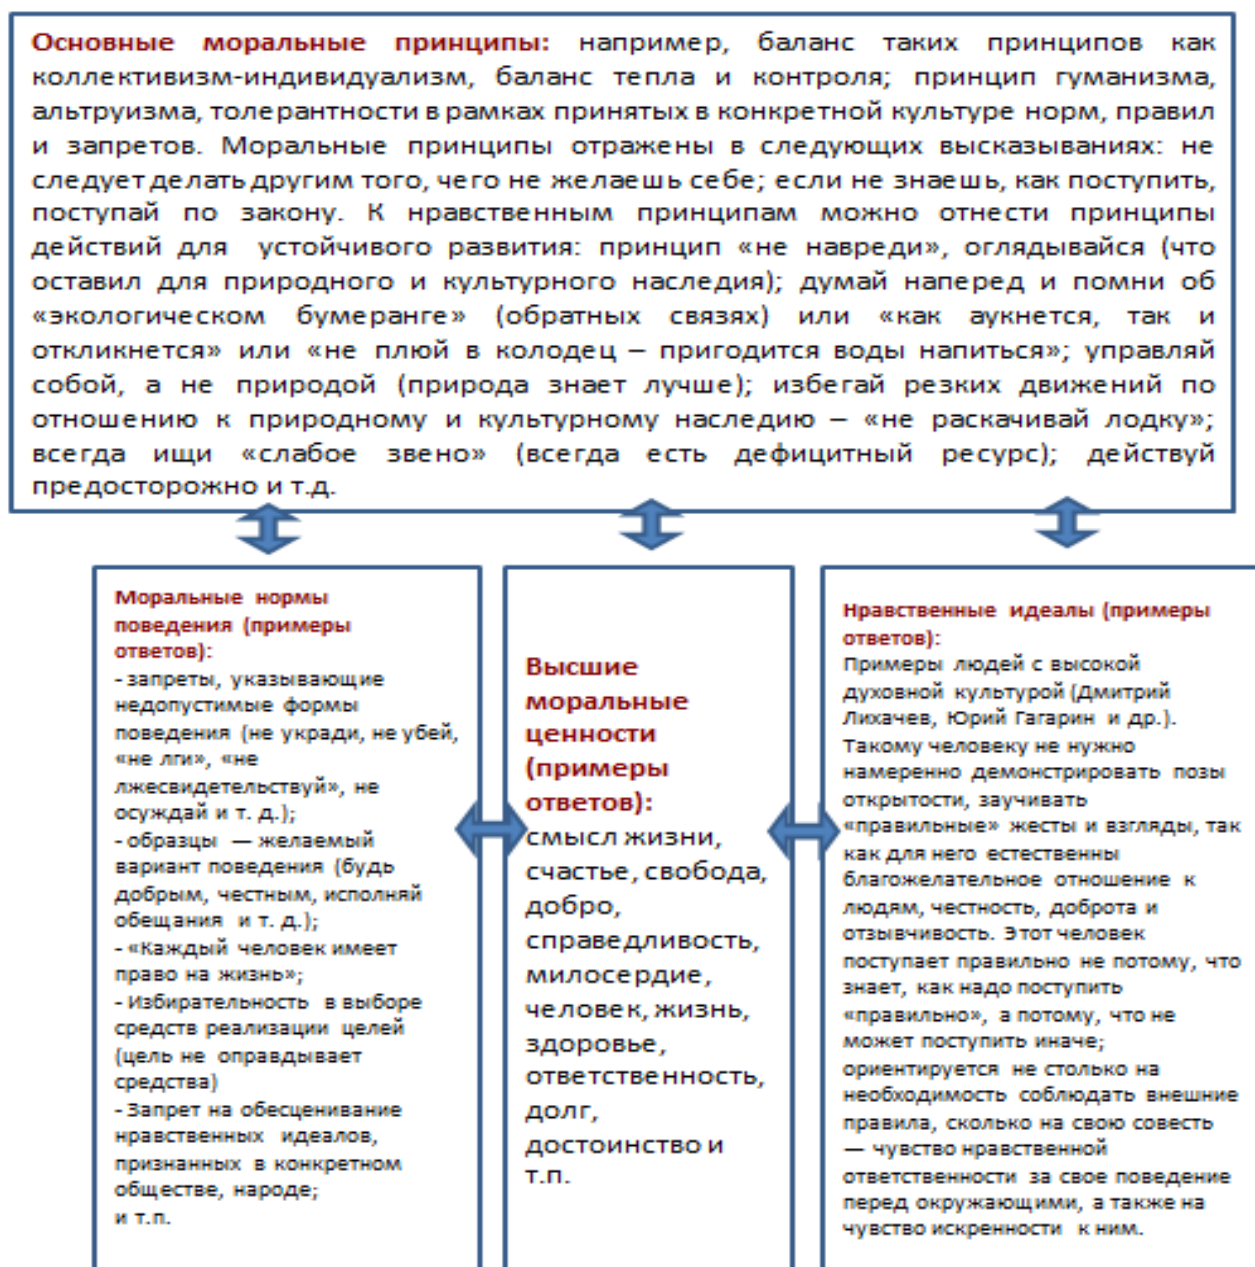 Основные моральные принципы: например, баланс таких принципов как
коллективизм-индивидуализм, баланс тепла и контроля; принцип гуманизма,
альтруизма, толерантности в рамках принятых в конкретной культуре норм, правил
и запретов. Моральные принципы отражены в следующих высказываниях: не
следует делать другим того, чего не желаешь себе; если не знаешь, как поступить,
поступай по закону. К нравственным принципам можно отнести принципы
действий для устойчивого развития: принцип «не навреди», оглядывайся (что
оставил для природного и культурного наследия); думай наперед и помни об
«экологическом бумеранге» (обратных связях) или «как аукнется, так и
откликнется» или «не плюй в колодец – пригодится воды напиться»; управляй
собой, а не природой (природа знает лучше); избегай резких движений по
отношению к природному и культурному наследию – «не раскачивай лодку»;
всегда ищи «слабое звено» (всегда есть дефицитный ресурс); действуй
предосторожно и т.д.
Моральные нормы
поведения (примеры
ответов):
- запреты, указывающие
недопустимые формы
поведения (не укради, не убей,
«не лги», «не
лжесвидетельствуй», не
осуждай и т. д.);
- образцы — желаемый
вариант поведения (будь
добрым, честным, исполняй
обещания и т. д.);
- «Каждый человек имеет
право на жизнь»;
- Избирательность в выборе
средств реализации целей
(цель не оправдывает
средства)
- Запрет на обесценивание
нравственных идеалов,
признанных в конкретном
обществе, народе;
и т.п.
Высшие
моральные
ценности
(примеры
ответов):
смысл жизни,
счастье, свобода,
добро,
справедливость,
милосердие,
человек, жизнь,
здоровье,
ответственность,
долг,
достоинство и
т.п.
Нравственные идеалы (примеры
ответов):
Примеры людей с высокой
духовной культурой (Дмитрий
Лихачев, Юрий Гагарин и др.).
Такому человеку не нужно
намеренно демонстрировать позы
открытости, заучивать
«правильные» жесты и взгляды, так
как для него естественны
благожелательное отношение к
людям, честность, доброта и
отзывчивость. Этот человек
поступает правильно не потому, что
знает, как надо поступить
«правильно», а потому, что не
может поступить иначе;
ориентируется не столько на
необходимость соблюдать внешние
правила, сколько на свою совесть
— чувство нравственной
ответственности за свое поведение
перед окружающими, а также на
чувство искренности к ним.